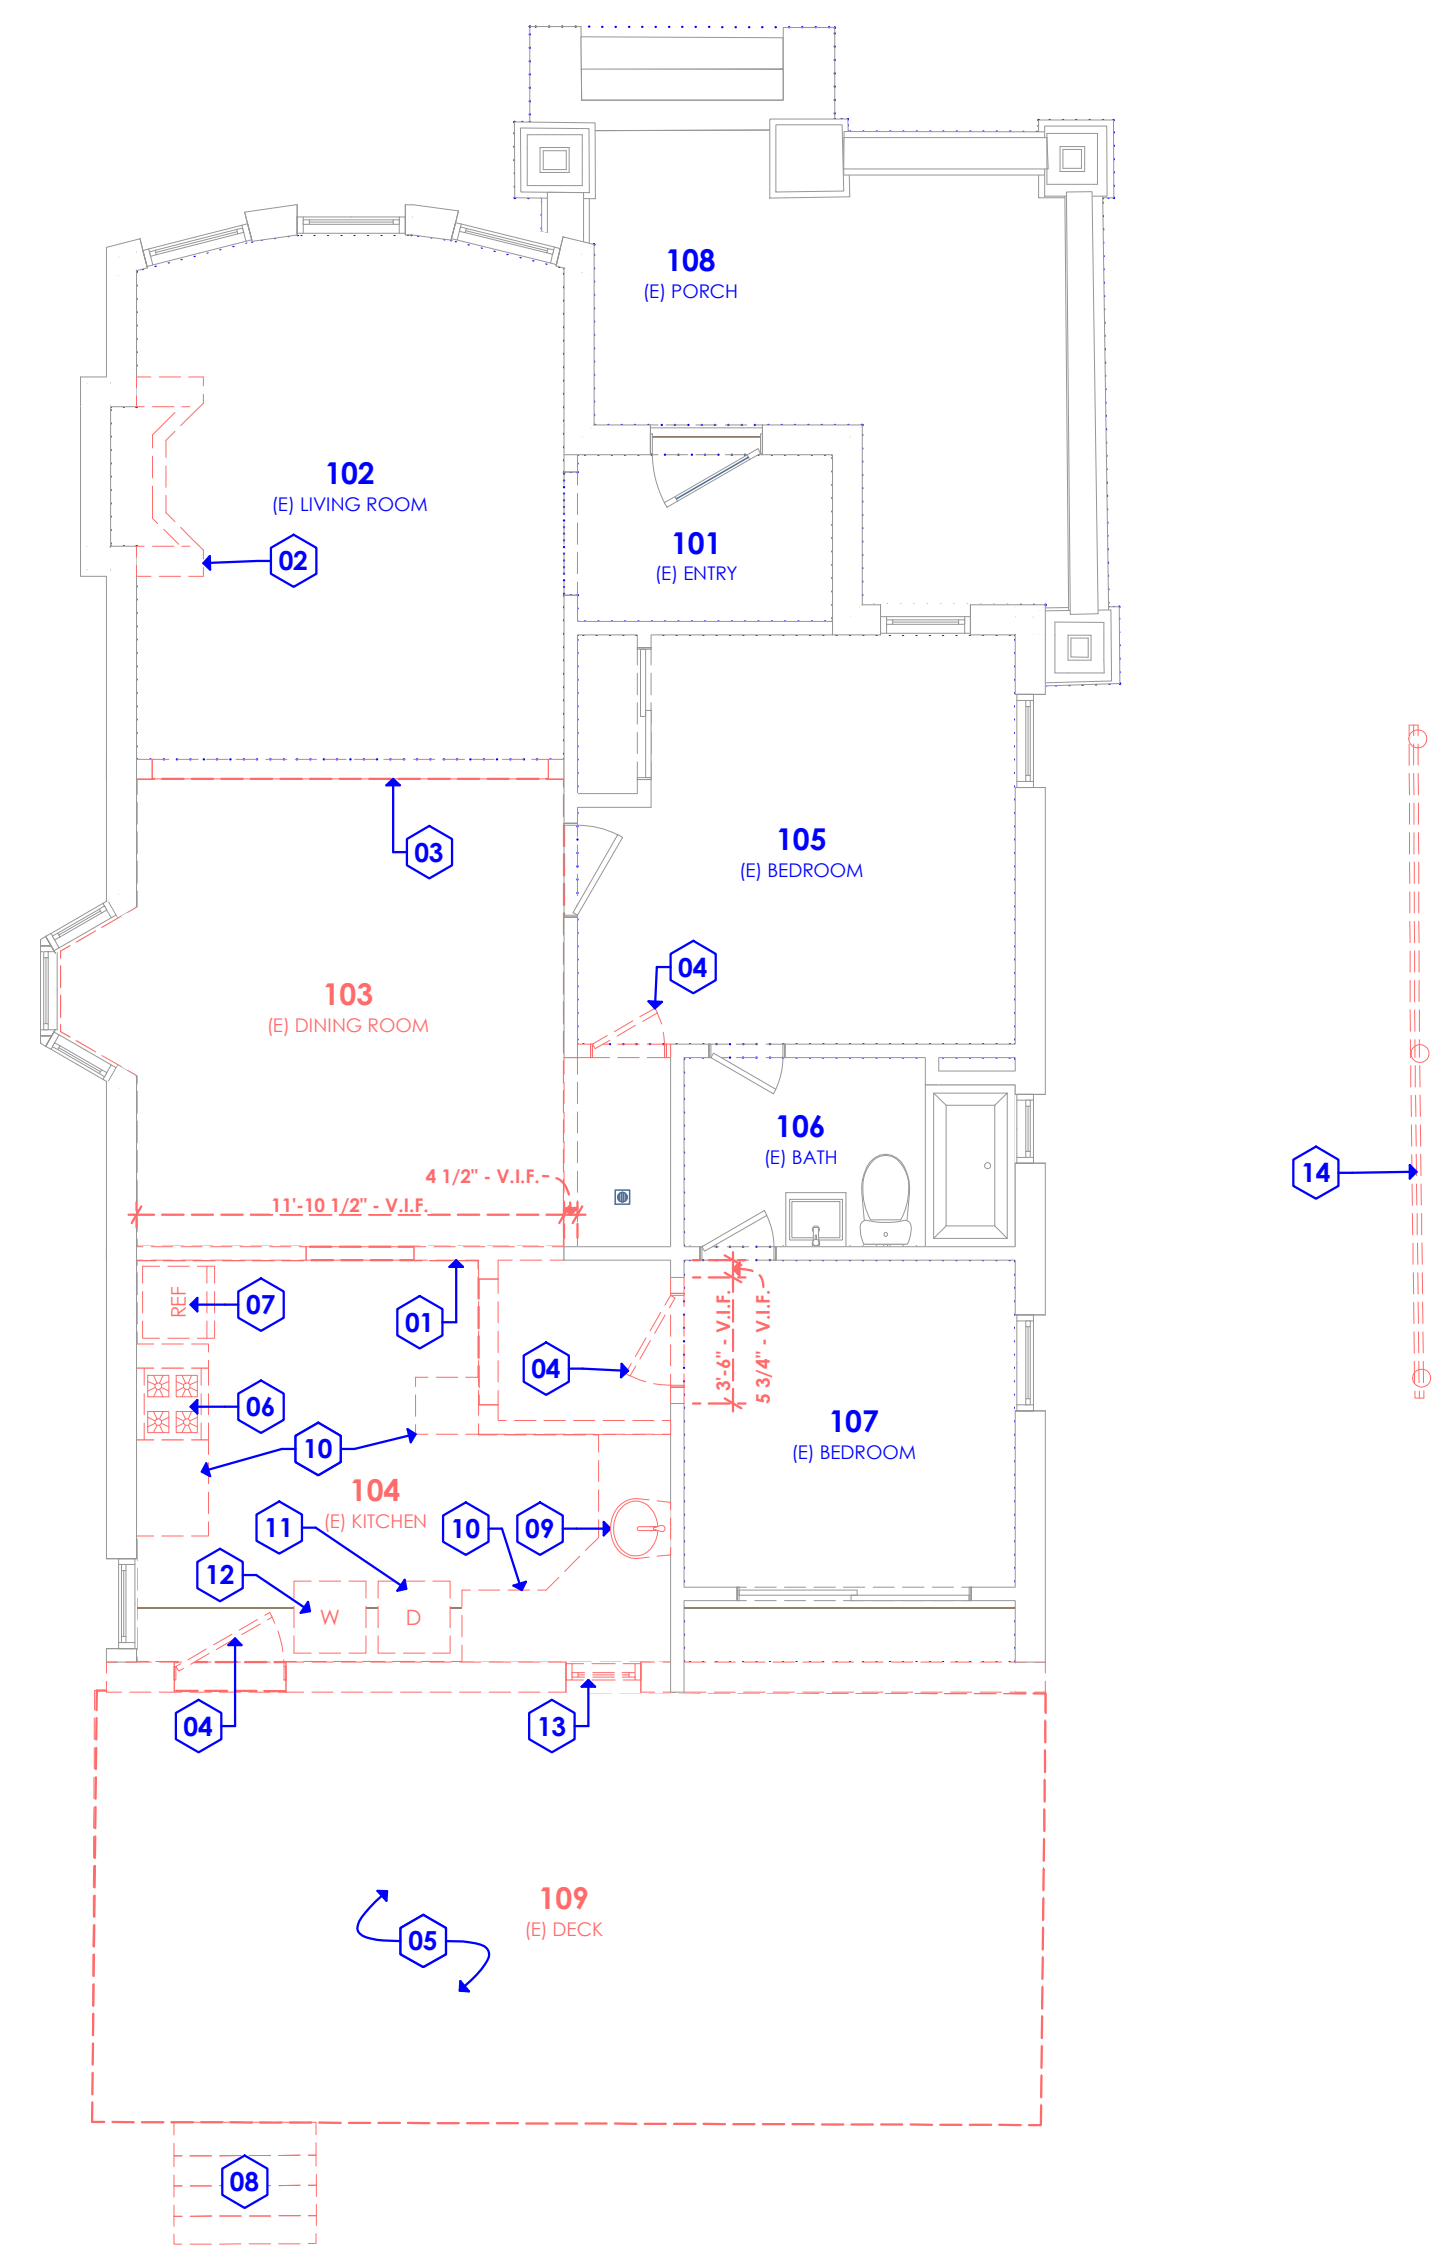 108
(E) PORCH
102
(E) LIVING ROOM
101
(E) ENTRY
02
105
(E) BEDROOM
03
04
103
(E) DINING ROOM
106
(E) BATH
14
4 1/2" - V.I.F.
11'-10 1/2" - V.I.F.
REF
07
01
3'-6" - V.I.F.
5 3/4" - V.I.F.
04
06
E
107
(E) BEDROOM
10
104
(E) KITCHEN
11
10
09
12
W
D
04
13
109
(E) DECK
05
08